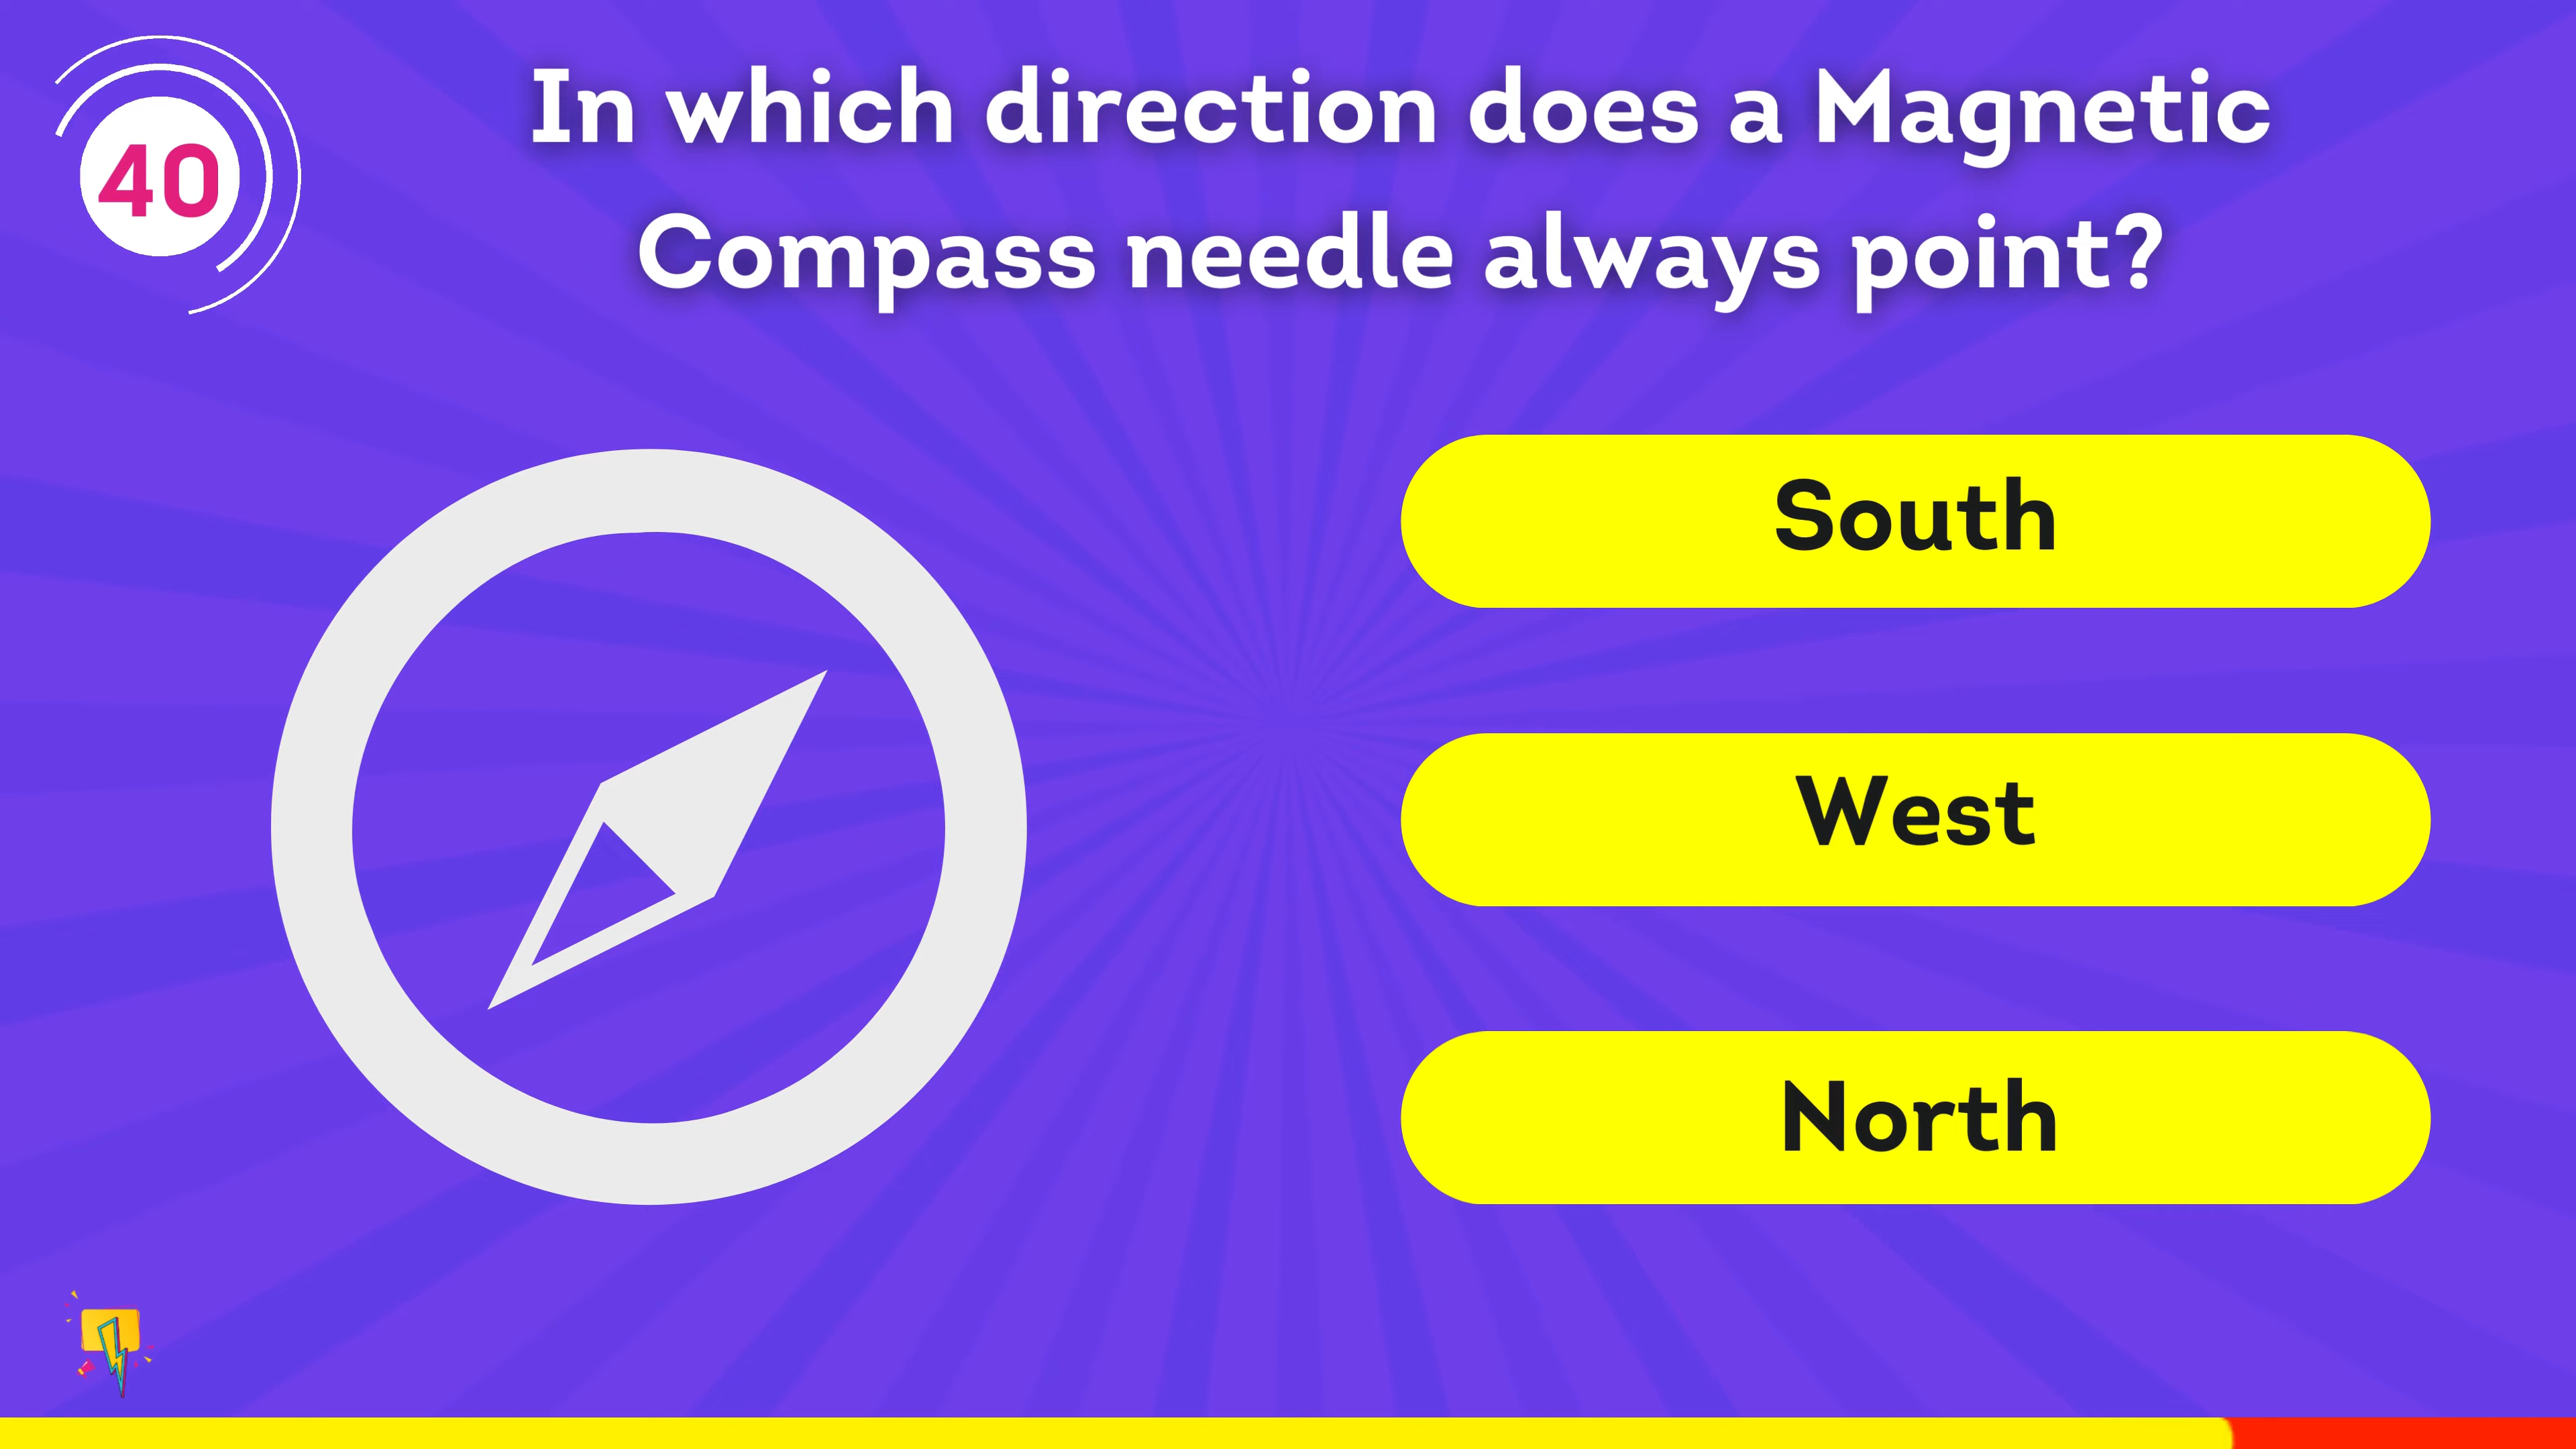 40
In which direction does a Magnetic
Compass needle always point?
South
West
North